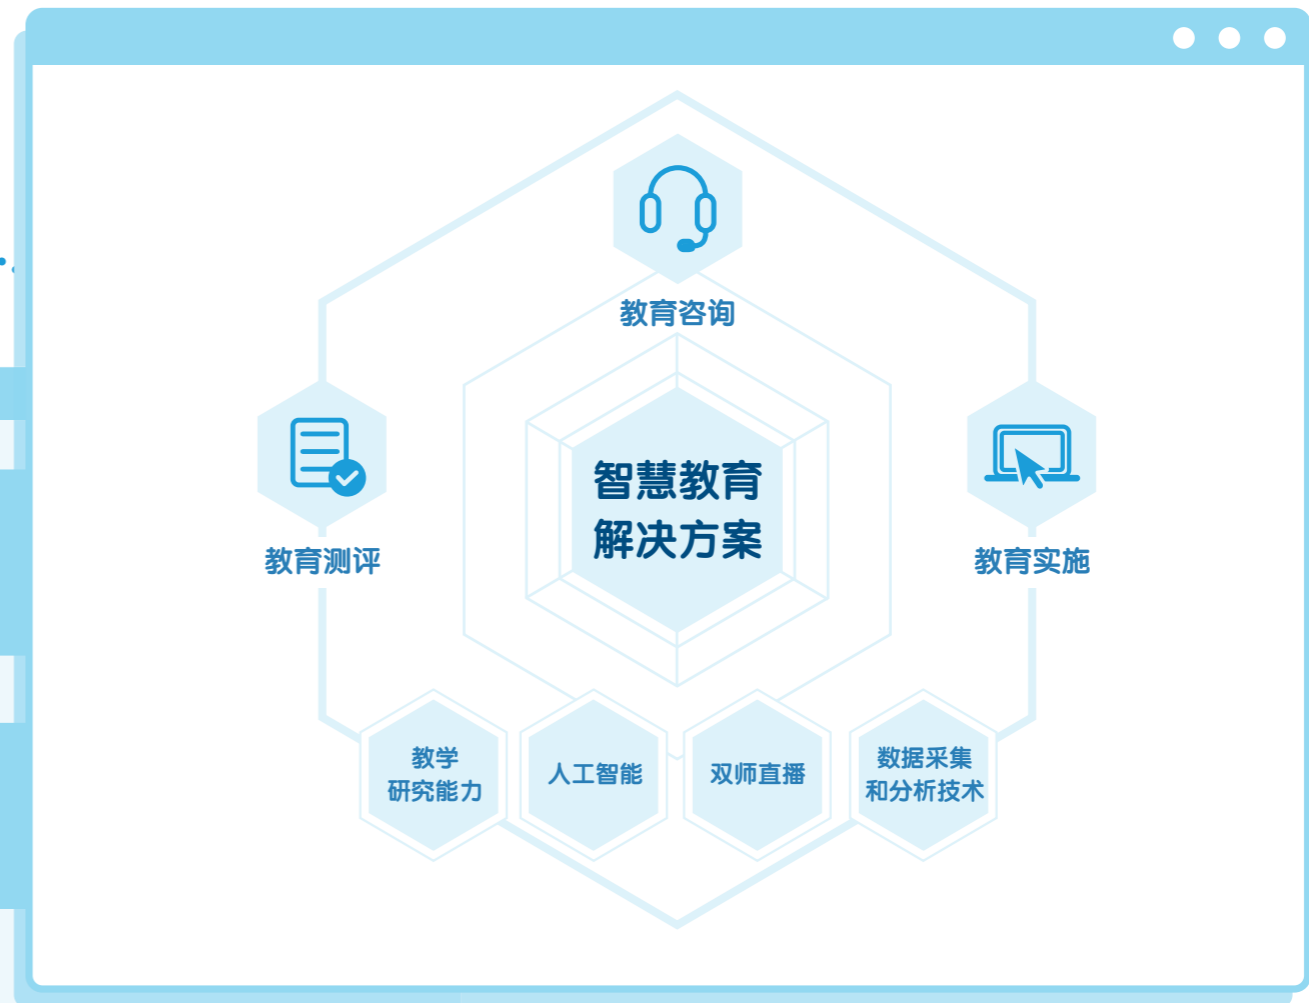 教育咨询
智慧教育
解决方案
教育测评
教育实施
教学
研究能力
人工智能
双师直播
数据采集
和分析技术